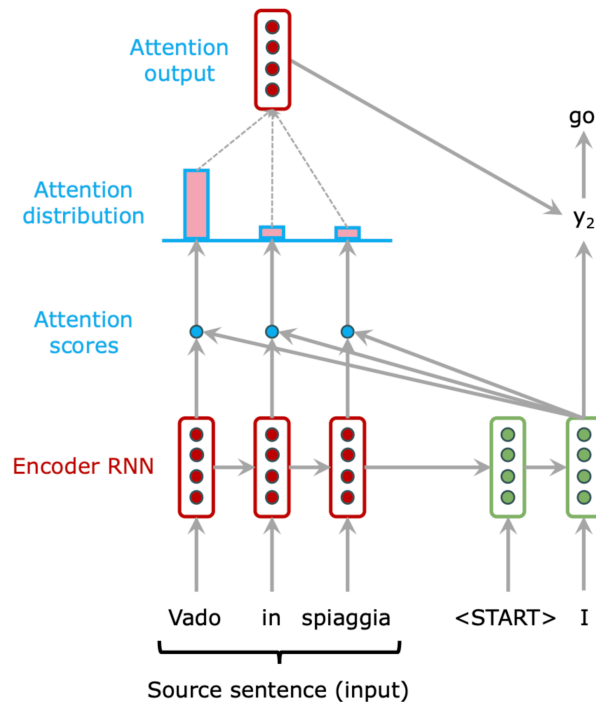 Attention
output
go
Attention
distribution
y₂
Attention
scores
Encoder RNN
Vado in spiaggia <START> I
Source sentence (input)